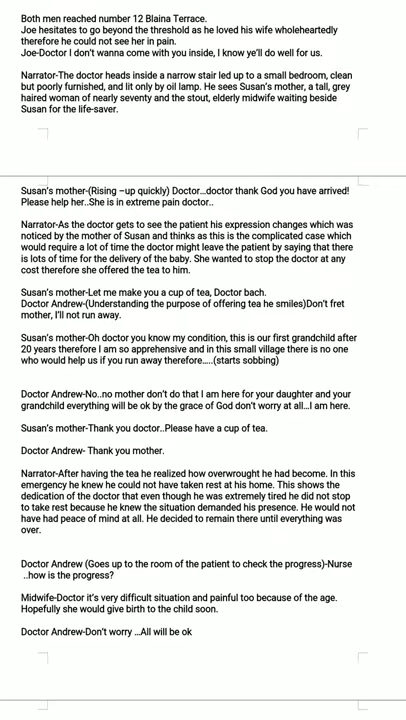 Both men reached number 12 Blaina Terrace.
Joe hesitates to go beyond the threshold as he loved his wife wholeheartedly
therefore he could not see her in pain.
Joe-Doctor I don't wanna come with you inside, I know ye'll do well for us.
Narrator-The doctor heads inside a narrow stair led up to a small bedroom, clean
but poorly furnished, and lit only by oil lamp. He sees Susan's mother, a tall, grey
haired woman of nearly seventy and the stout, elderly midwife waiting beside
Susan for the life-saver.
Susan's mother-(Rising –up quickly) Doctor...doctor thank God you have arrived!
Please help her..She is in extreme pain doctor..
Narrator-As the doctor gets to see the patient his expression changes which was
noticed by the mother of Susan and thinks as this is the complicated case which
would require a lot of time the doctor might leave the patient by saying that there
is lots of time for the delivery of the baby. She wanted to stop the doctor at any
cost therefore she offered the tea to him.
Susan's mother-Let me make you a cup of tea, Doctor bach.
Doctor Andrew-(Understanding the purpose of offering tea he smiles)Don't fret
mother, I'll not run away.
Susan's mother-Oh doctor you know my condition, this is our first grandchild after
20 years therefore I am so apprehensive and in this small village there is no one
who would help us if you run away therefore.....(starts sobbing)
Doctor Andrew-No..no mother don't do that I am here for your daughter and your
grandchild everything will be ok by the grace of God don't worry at all...I am here.
Susan's mother-Thank you doctor..Please have a cup of tea.
Doctor Andrew- Thank you mother.
Narrator-After having the tea he realized how overwrought he had become. In this
emergency he knew he could not have taken rest at his home. This shows the
dedication of the doctor that even though he was extremely tired he did not stop
to take rest because he knew the situation demanded his presence. He would not
have had peace of mind at all. He decided to remain there until everything was
over.
Doctor Andrew (Goes up to the room of the patient to check the progress)-Nurse
..how is the progress?
Midwife-Doctor it's very difficult situation and painful too because of the age.
Hopefully she would give birth to the child soon.
Doctor Andrew-Don't worry ...All will be ok